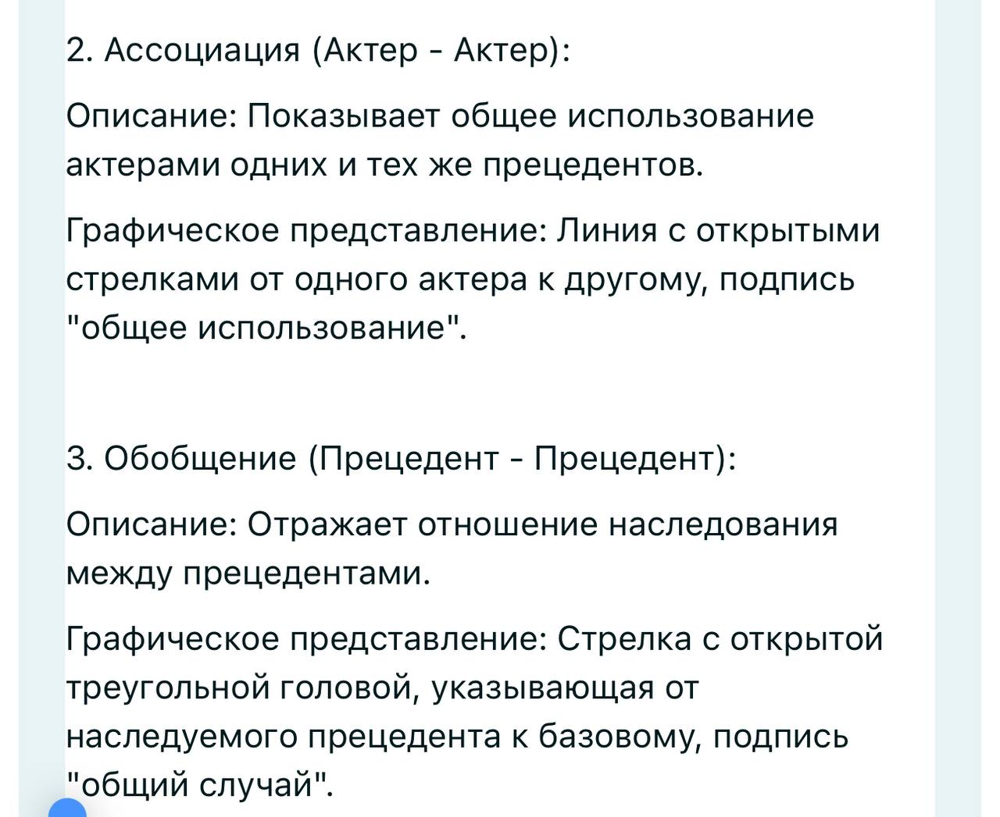 2. Ассоциация (Актер - Актер):
Описание: Показывает общее использование
актерами одних и тех же прецедентов.
Графическое представление: Линия с открытыми
стрелками от одного актера к другому, подпись
"общее использование".
3. Обобщение (Прецедент - Прецедент):
Описание: Отражает отношение наследования
между прецедентами.
Графическое представление: Стрелка с открытой
треугольной головой, указывающая от
наследуемого прецедента к базовому, подпись
"общий случай".